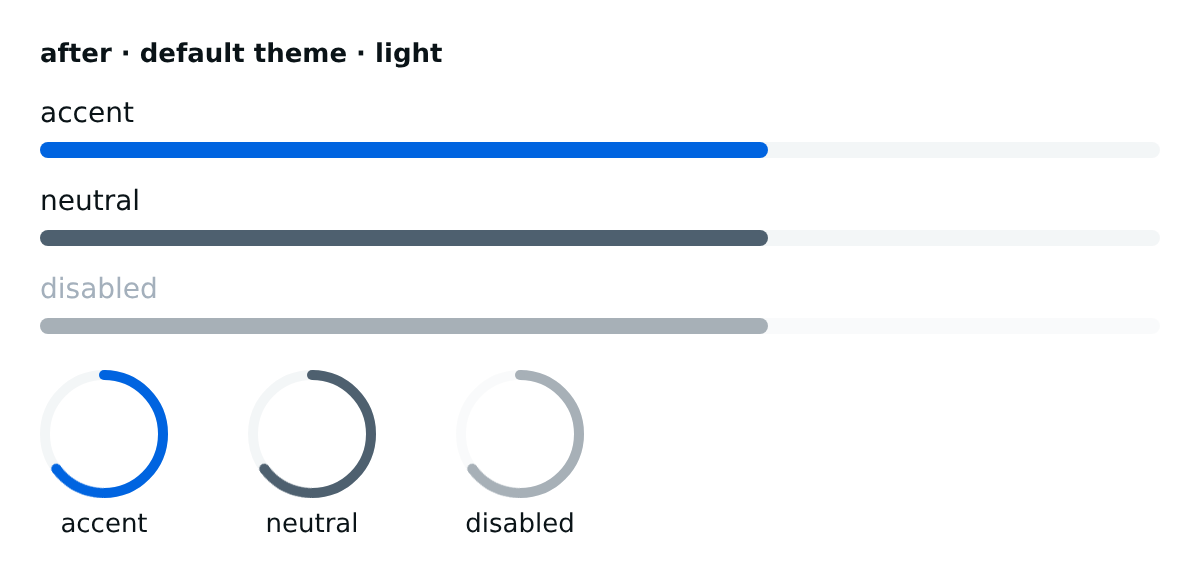 after · default theme · light
accent
neutral
disabled
accent
neutral
disabled